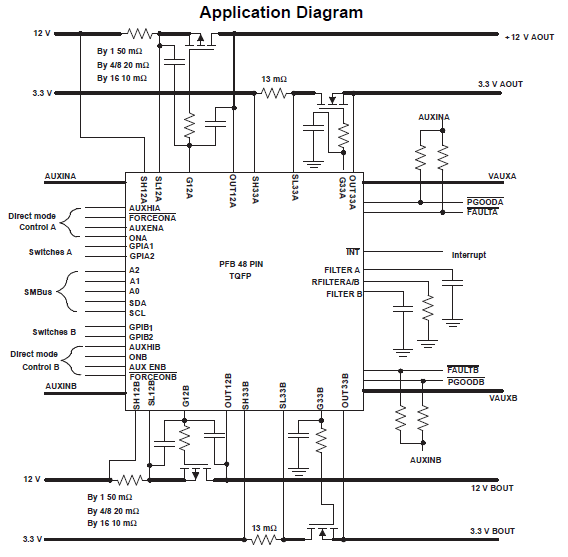 Application Diagram
12 V
+ 12 V AOUT
By 1 50 mΩ
By 4/8 20 mΩ
By 16 10 mΩ
13 mΩ
3.3 V AOUT
3.3 V
AUXINA
AUXINA
SH12A
SL12A
G12A
OUT12A
SH33A
SL33A
G33A
OUT33A
VAUXA
PGOODA
FAULTA
Direct mode
Control A
AUXHIA
FORCEONA
AUXENA
ONA
Switches A
GPIA1
GPIA2
PFB 48 PIN
TQFP
INT
Interrupt
FILTER A
RFILTERA/B
FILTER B
SMBus
A2
A1
A0
SDA
SCL
Switches B
GPIB1
GPIB2
Direct mode
Control B
AUXHIB
ONB
AUX ENB
FORCEONB
FAULTB
PGOODB
AUXINB
VAUXB
SH12B
SL12B
G12B
OUT12B
SH33B
SL33B
G33B
OUT33B
AUXINB
12 V
12 V BOUT
By 1 50 mΩ
By 4/8 20 mΩ
By 16 10 mΩ
13 mΩ
3.3 V BOUT
3.3 V